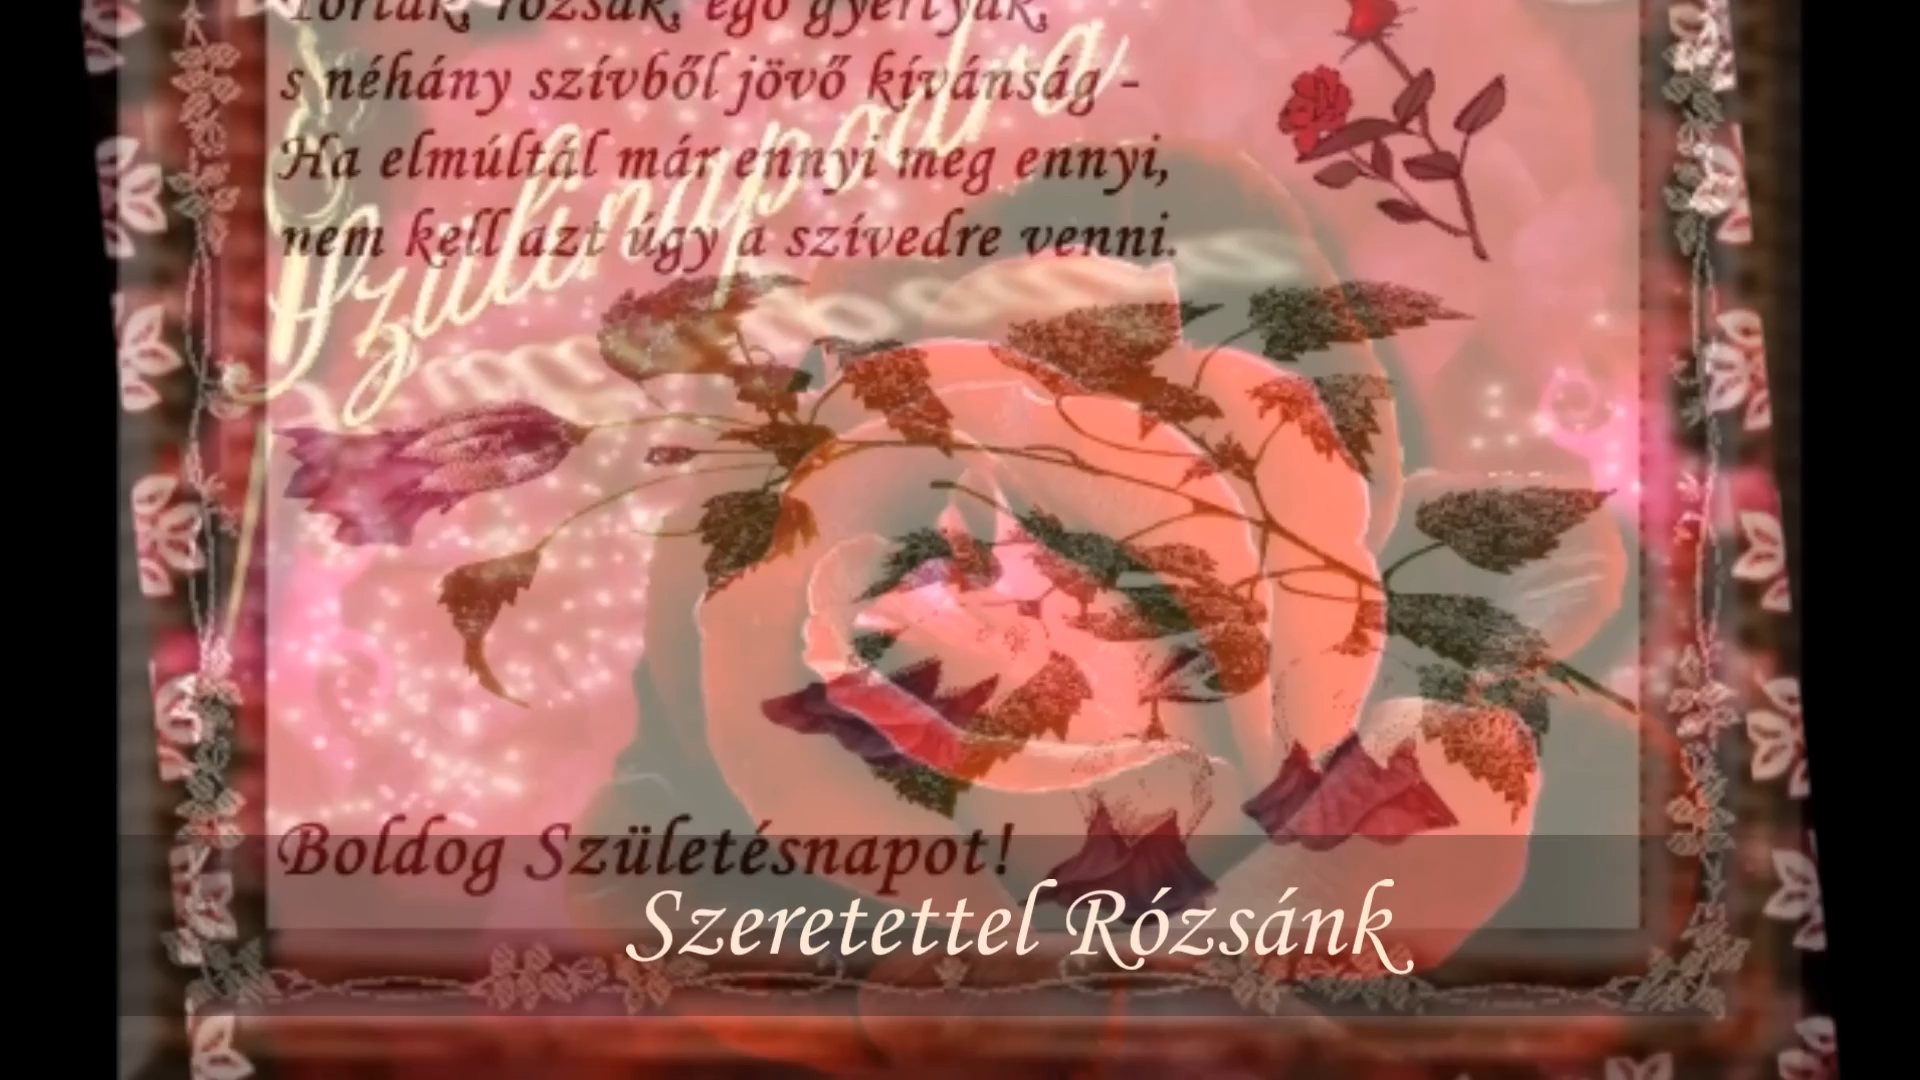 Torták, rózsák, égő gyertyák,
s néhány szívből jövő kívánság -
Ha elmúltál már ennyi meg ennyi,
nem kell azt úgy a szívedre venni.
Szülinapodra
Boldog Születésnapot!
Szeretettel Rózsánk